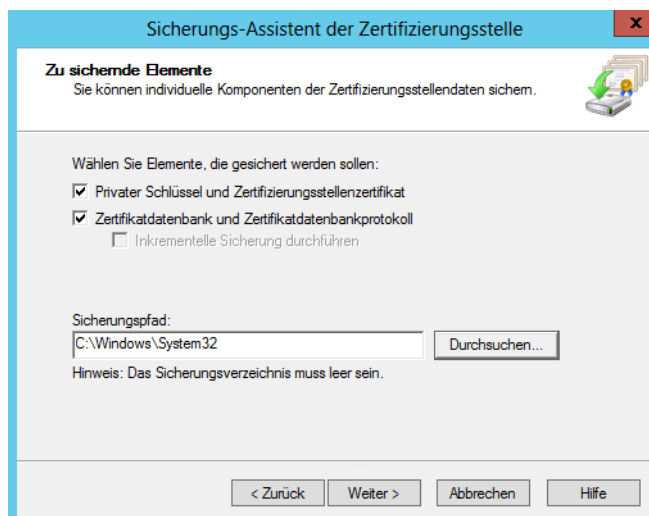 Sicherungs-Assistent der Zertifizierungsstelle
x
Zu sichernde Elemente
Sie können individuelle Komponenten der Zertifizierungsstellendaten sichern.
Wählen Sie Elemente, die gesichert werden sollen:
Privater Schlüssel und Zertifizierungsstellenzertifikat
Zertifikatdatenbank und Zertifikatdatenbankprotokoll
Inkrementelle Sicherung durchführen
Sicherungspfad:
C:\Windows\System32 Durchsuchen...
Hinweis: Das Sicherungsverzeichnis muss leer sein.
< Zurück Weiter > Abbrechen Hilfe